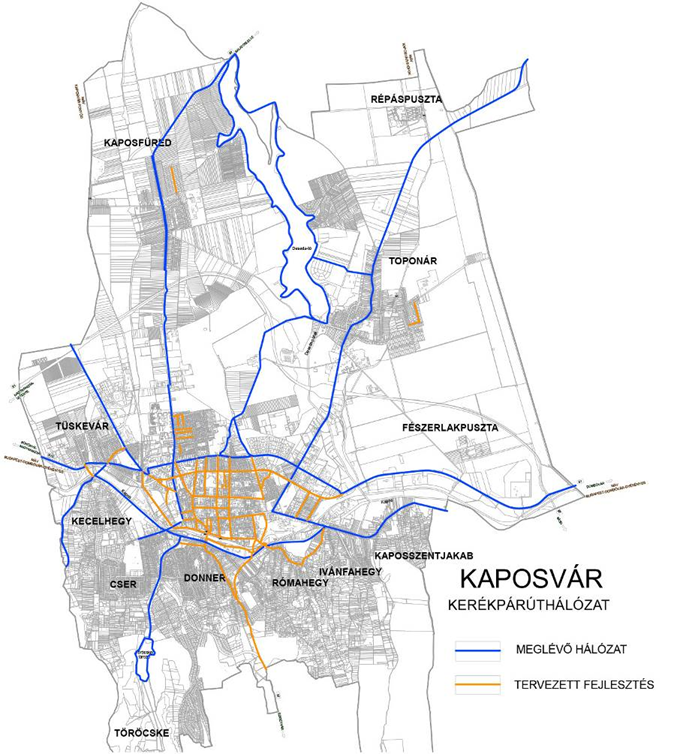 RÉPÁSPUSZTA
KAPOSFÜRED
TOPONÁR
TÜSKEVÁR
FÉSZERLAKPUSZTA
KECELHEGY
KAPOSSZENTJAKAB
IVÁNFAHEGY
CSER
DONNER
RÓMAHEGY
TÖRÖCSKE
KAPOSVÁR
KERÉKPÁRÚTHÁLÓZAT
MEGLÉVŐ HÁLÓZAT
TERVEZETT FEJLESZTÉS